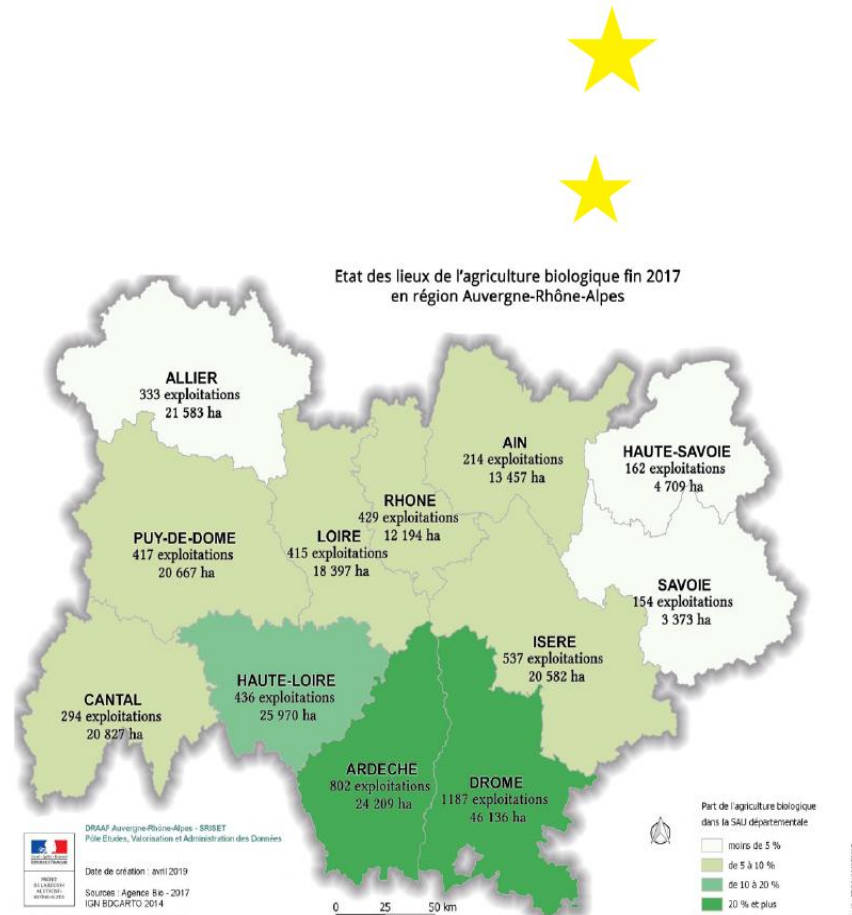 Etat des lieux de l'agriculture biologique fin 2017
en région Auvergne-Rhône-Alpes
ALLIER
333 exploitations
21 583 ha
AIN
214 exploitations
13 457 ha
HAUTE-SAVOIE
162 exploitations
4 709 ha
RHONE
429 exploitations
12 194 ha
PUY-DE-DOME
417 exploitations
20 667 ha
LOIRE
415 exploitations
18 397 ha
SAVOIE
154 exploitations
3 373 ha
ISERE
537 exploitations
20 582 ha
HAUTE-LOIRE
436 exploitations
25 970 ha
CANTAL
294 exploitations
20 827 ha
ARDECHE
802 exploitations
24 209 ha
DROME
1187 exploitations
46 136 ha
Part de l'agriculture biologique
dans la SAU départementale
moins de 5 %
de 5 à 10 %
de 10 à 20 %
20 % et plus
DRAAF Auvergne-Rhône-Alpes - SRISET
Pôle Etudes, Valorisation et Administration des Données
Date de création : avril 2019
Sources : Agence Bio - 2017
IGN BDCARTO 2014
PRÉFET
DE LA RÉGION
AUVERGNE-
RHÔNE-ALPES
0 25 50 km